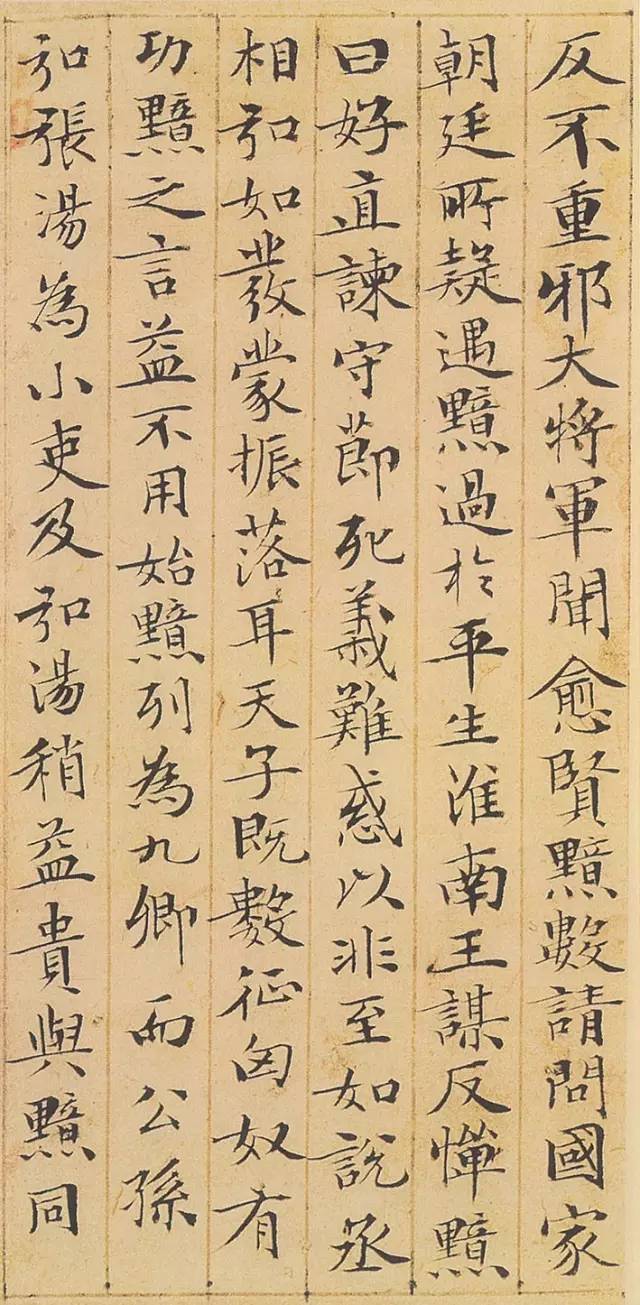 反不重邪大將軍聞愈賢黯數請問國家
朝廷所疑遇黯過於平生淮南王謀反憚黯
曰好直諫守節死義難惑以非至如說丞
相弘如發蒙振落耳天子既數征匈奴有
功黯之言益不用始黯列為九卿而公孫
弘張湯為小吏及弘湯稍益貴與黯同